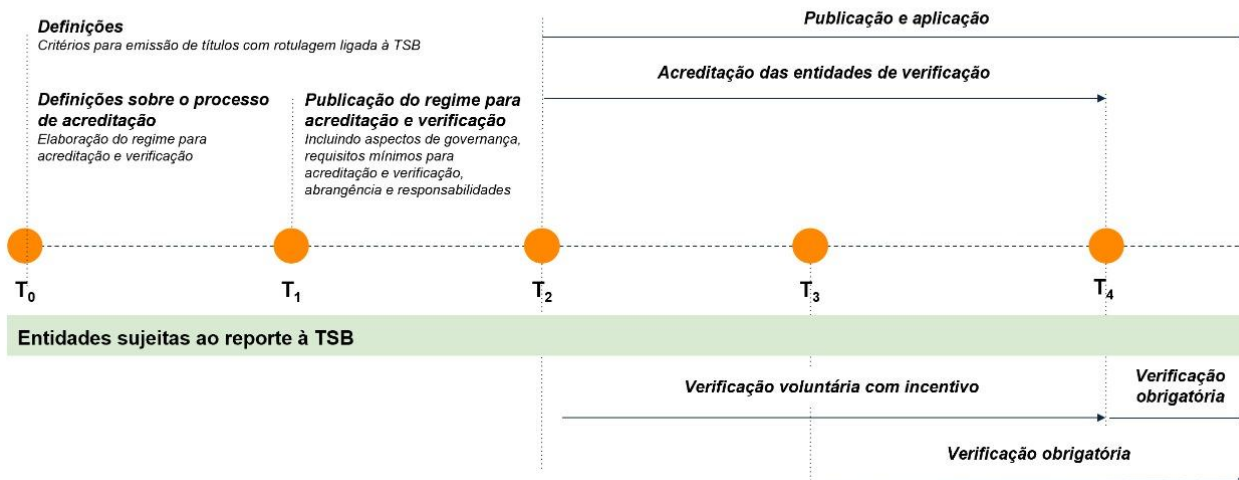 Definições
Critérios para emissão de títulos com rotulagem ligada à TSB
Publicação e aplicação
Acreditação das entidades de verificação
Definições sobre o processo
de acreditação
Elaboração do regime para
acreditação e verificação
Publicação do regime para
acreditação e verificação
Incluindo aspectos de governança,
requisitos mínimos para
acreditação e verificação,
abrangência e responsabilidades
T₀
T₁
T₂
T₃
T₄
Entidades sujeitas ao reporte à TSB
Verificação voluntária com incentivo
Verificação
obrigatória
Verificação obrigatória